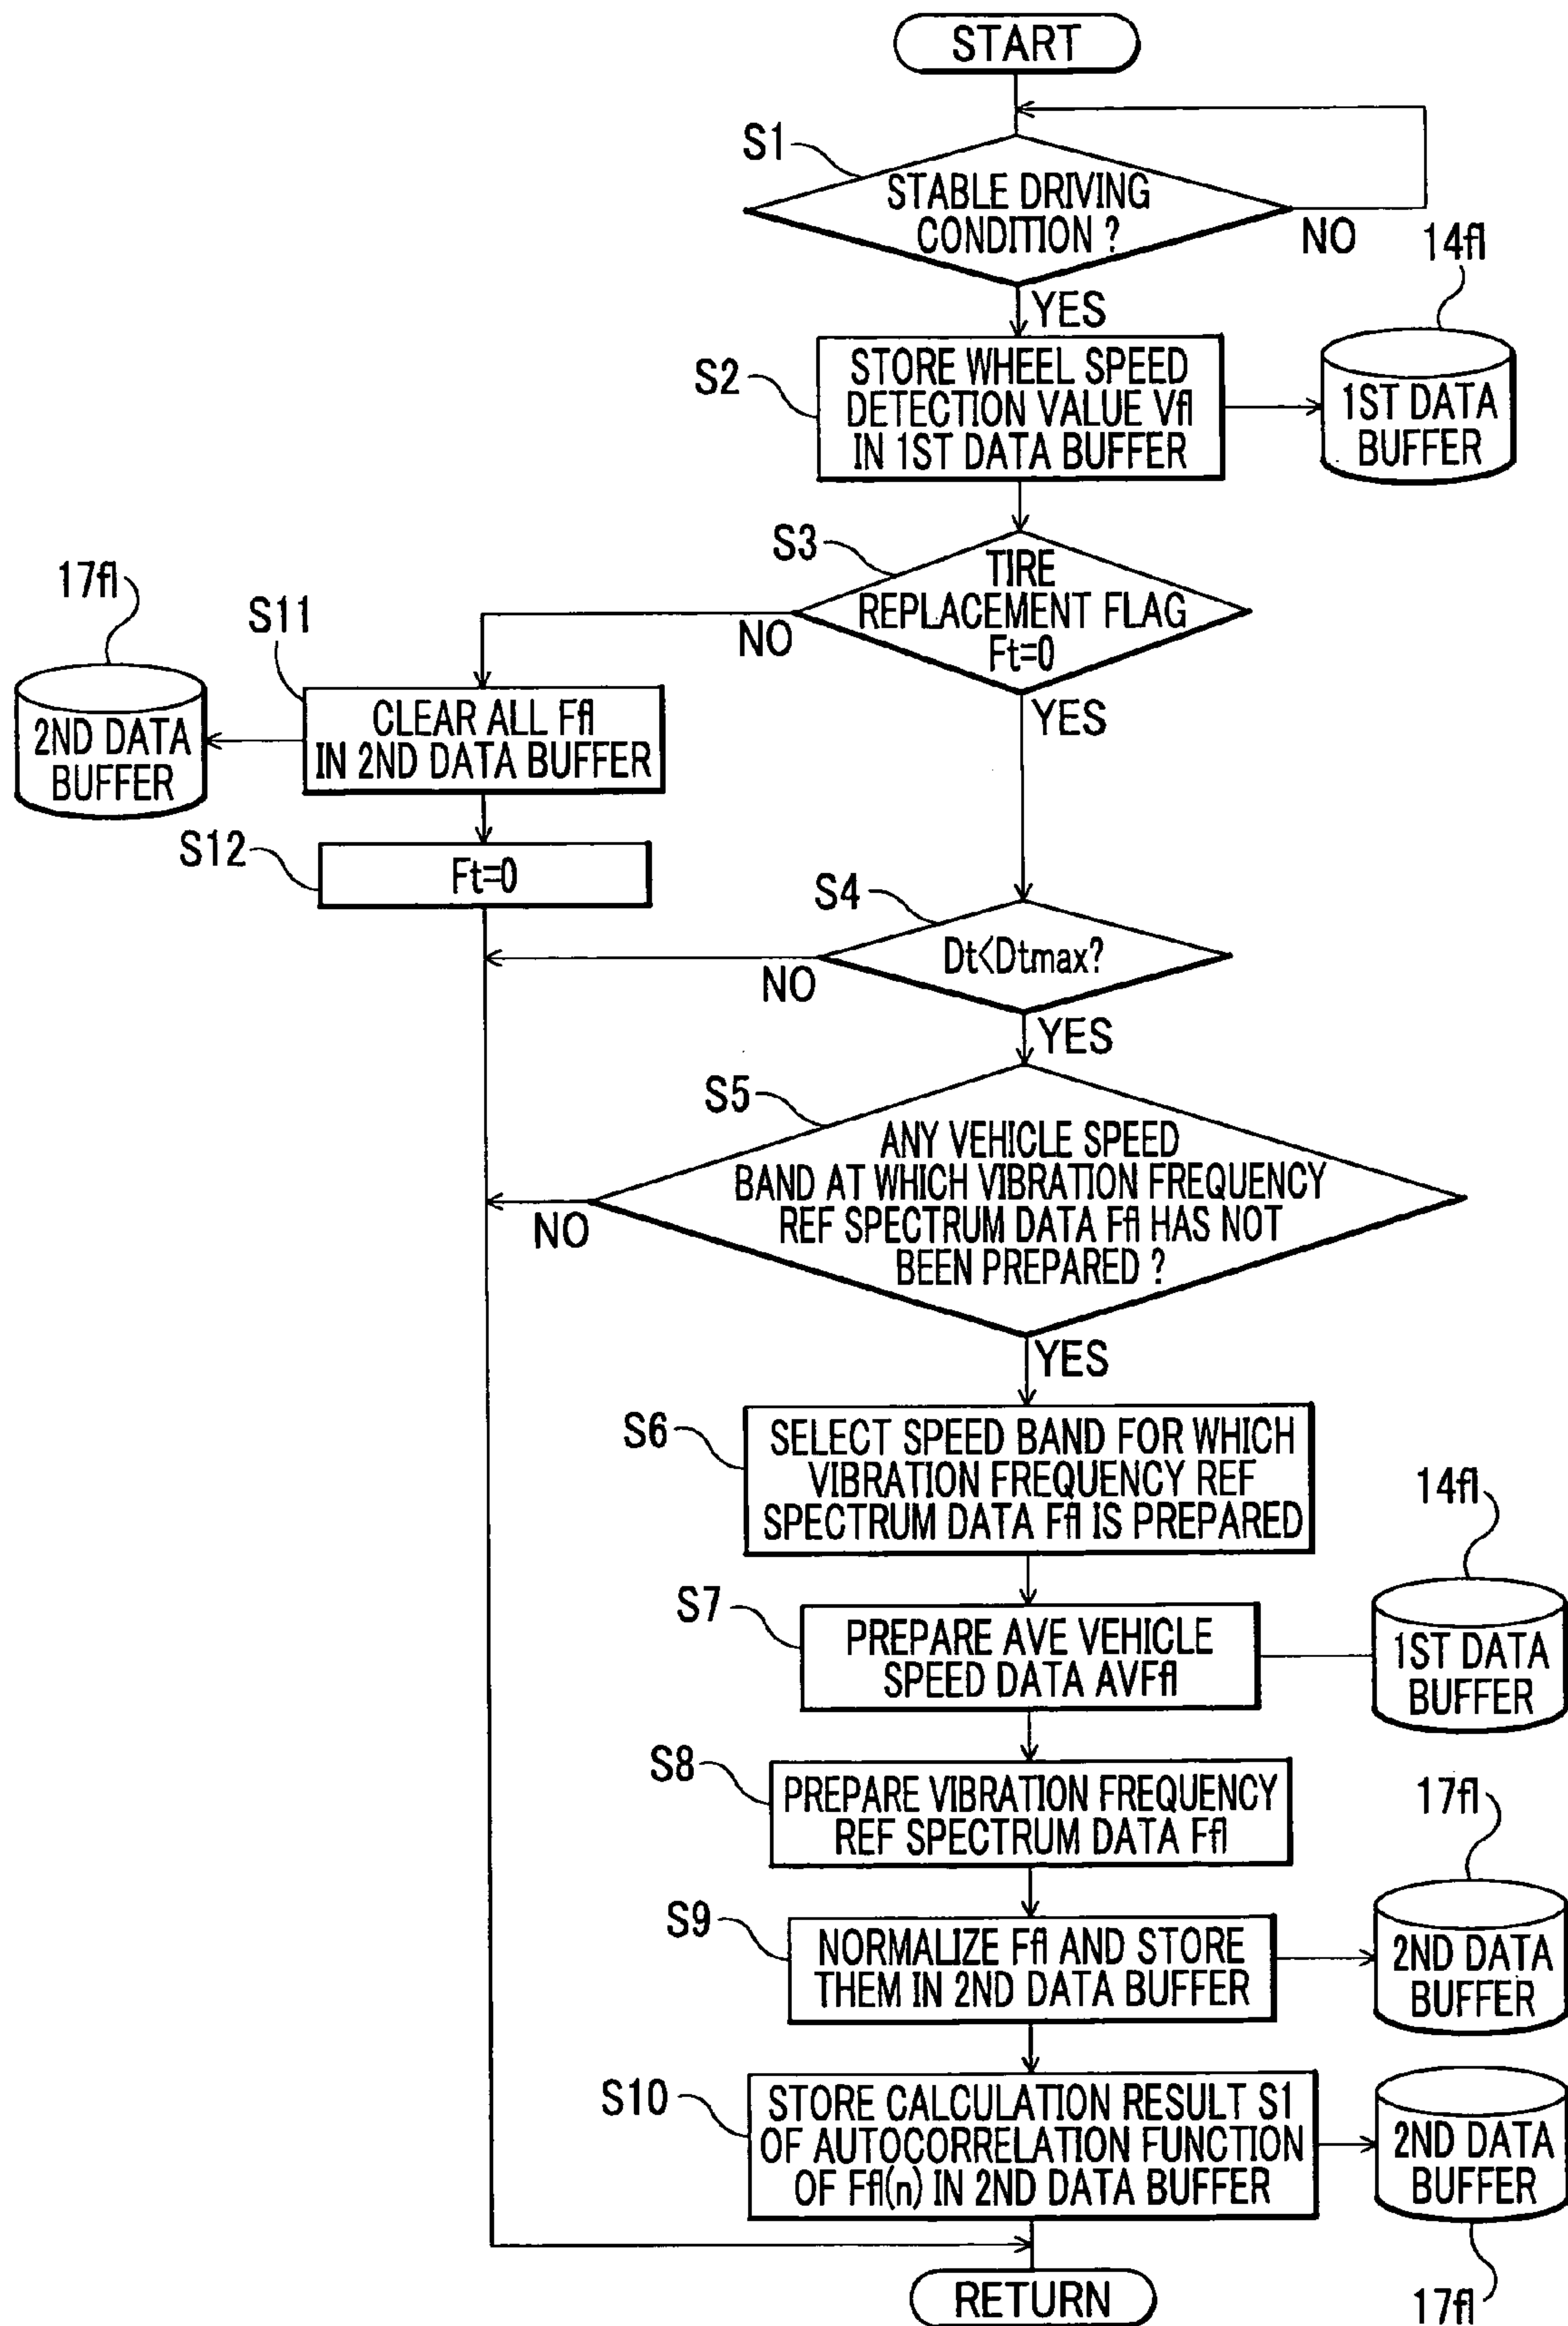 START
S1
STABLE DRIVING
CONDITION ?
NO
YES
14fl
S2
STORE WHEEL SPEED
DETECTION VALUE Vfl
IN 1ST DATA BUFFER
1ST DATA
BUFFER
S3
TIRE
REPLACEMENT FLAG
Ft=0
NO
YES
17fl
2ND DATA
BUFFER
S11
CLEAR ALL Ffl
IN 2ND DATA BUFFER
S12
Ft=0
S4
Dt<Dtmax?
NO
YES
S5
ANY VEHICLE SPEED
BAND AT WHICH VIBRATION FREQUENCY
REF SPECTRUM DATA Ffl HAS NOT
BEEN PREPARED ?
NO
YES
S6
SELECT SPEED BAND FOR WHICH
VIBRATION FREQUENCY REF
SPECTRUM DATA Ffl IS PREPARED
14fl
S7
PREPARE AVE VEHICLE
SPEED DATA AVFfl
1ST DATA
BUFFER
S8
PREPARE VIBRATION FREQUENCY
REF SPECTRUM DATA Ffl
17fl
S9
NORMALIZE Ffl AND STORE
THEM IN 2ND DATA BUFFER
2ND DATA
BUFFER
S10
STORE CALCULATION RESULT S1
OF AUTOCORRELATION FUNCTION
OF Ffl(n) IN 2ND DATA BUFFER
2ND DATA
BUFFER
17fl
RETURN